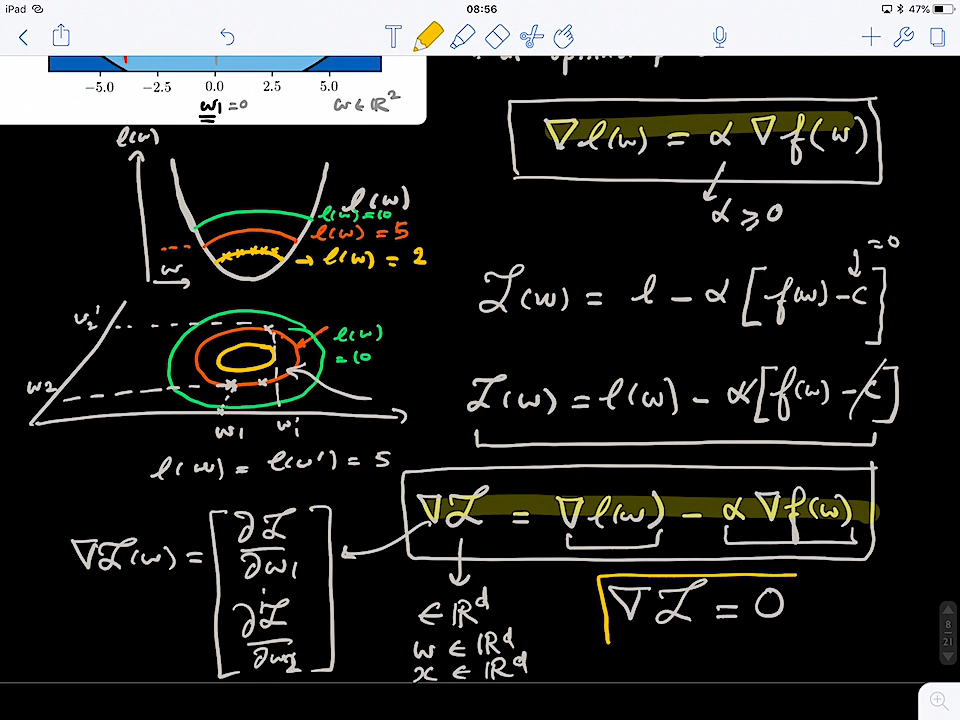 iPad
08:56
47%
T
−5.0 −2.5 0.0 2.5 5.0
w1 = 0 w ∈ ℝ²
l(w)
l(w)
l(w) = 10
l(w) = 5
→ l(w) = 2
w
w2'
l(w)
= 10
w2
w1 w1'
l(w) = l(w') = 5
∇ℒ(w) = [∂ℒ/∂w1 ∂ℒ/∂w2]
∇l(w) = α ∇f(w)
α ⩾ 0
= 0
ℒ(w) = l − α [f(w) − c]
ℒ(w) = l(w) − α[f(w) − c]
∇ℒ = ∇l(w) − α ∇f(w)
∈ ℝᵈ
w ∈ ℝᵈ
x ∈ ℝᵈ
∇ℒ = 0
8
21